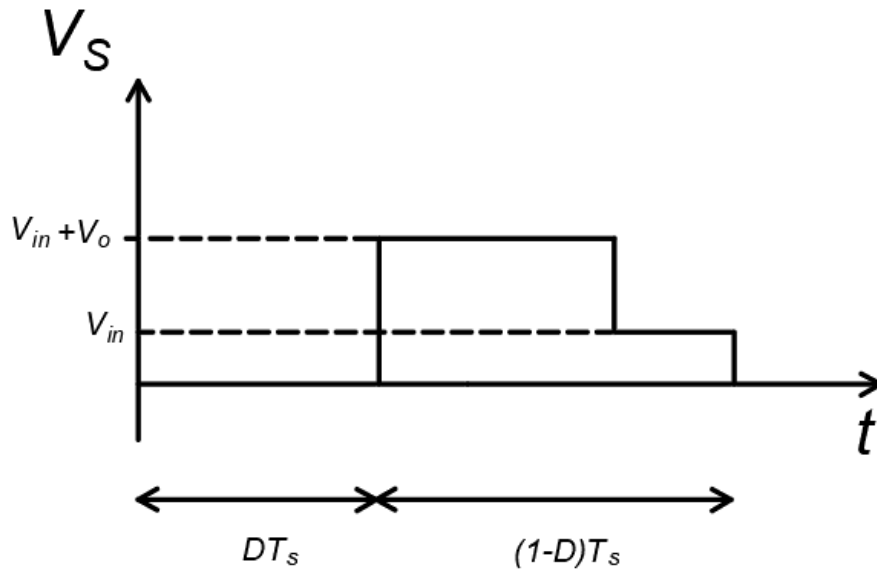 V_S
V_in +V_o
V_in
t
DT_s
(1-D)T_s